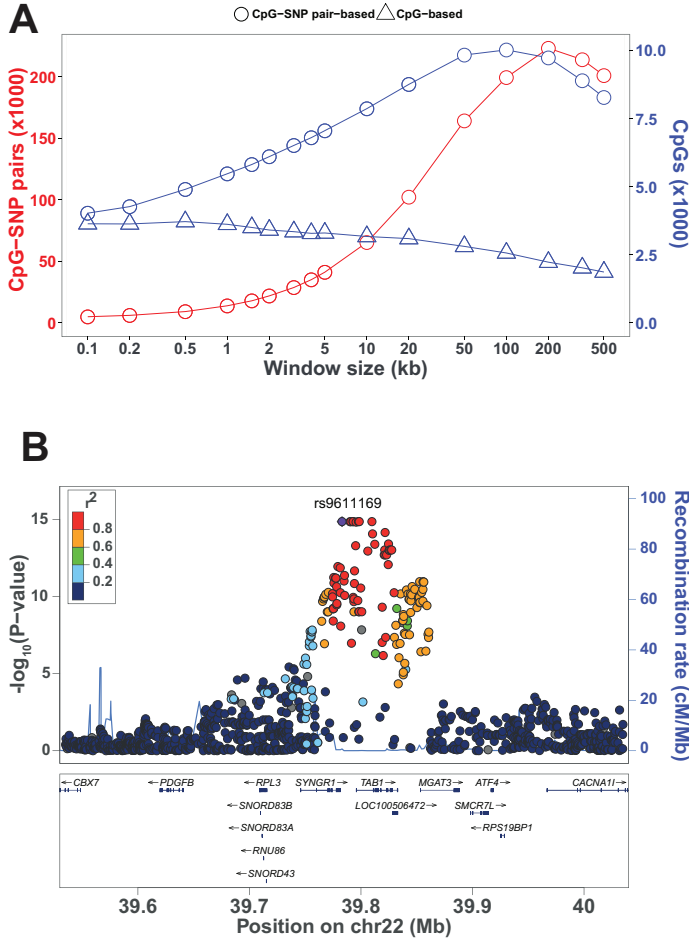 A
CpG-SNP pair-based CpG-based
CpG−SNP pairs (x1000)
200
150
100
50
0
10.0
7.5
5.0
2.5
0.0
CpGs (x1000)
0.1 0.2 0.5 1 2 5 10 20 50 100 200 500
Window size (kb)
B
rs9611169
r2
0.8
0.6
0.4
0.2
-log10(P−value)
15
10
5
0
100
80
60
40
20
0
Recombination rate (cM/Mb)
←CBX7 ←PDGFB ←RPL3 SYNGR1→ TAB1→ MGAT3→ ATF4→ CACNA1I→
←SNORD83B LOC100506472→ SMCR7L→
←SNORD83A ←RPS19BP1
←RNU86
←SNORD43
39.6 39.7 39.8 39.9 40
Position on chr22 (Mb)